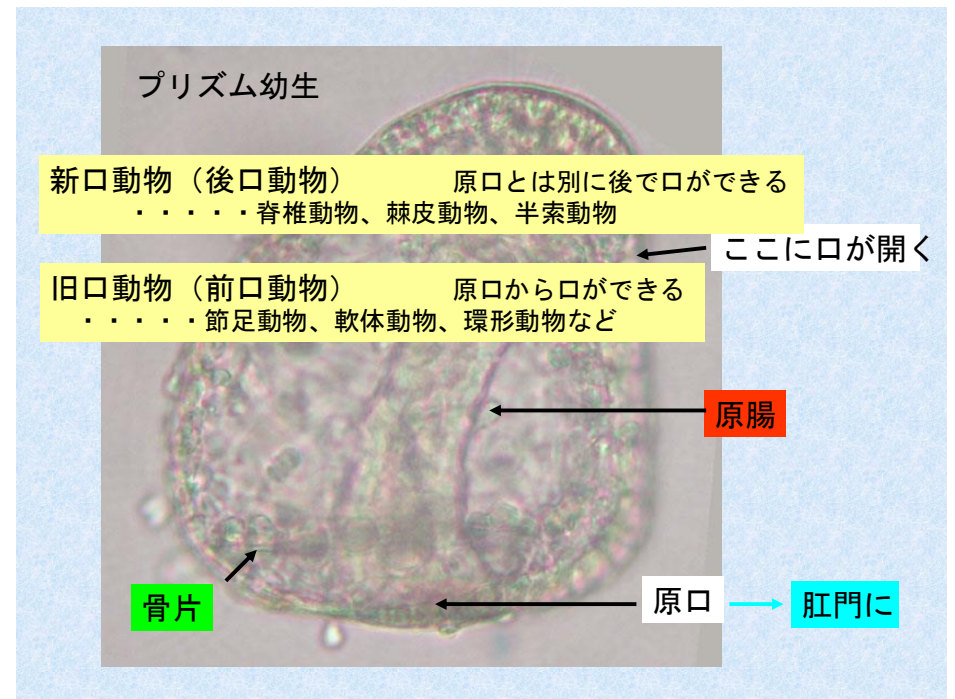 プリズム幼生
新口動物（後口動物） 原口とは別に後で口ができる
・・・・・脊椎動物、棘皮動物、半索動物
ここに口が開く
旧口動物（前口動物） 原口から口ができる
・・・・・節足動物、軟体動物、環形動物など
原腸
骨片
原口 肛門に